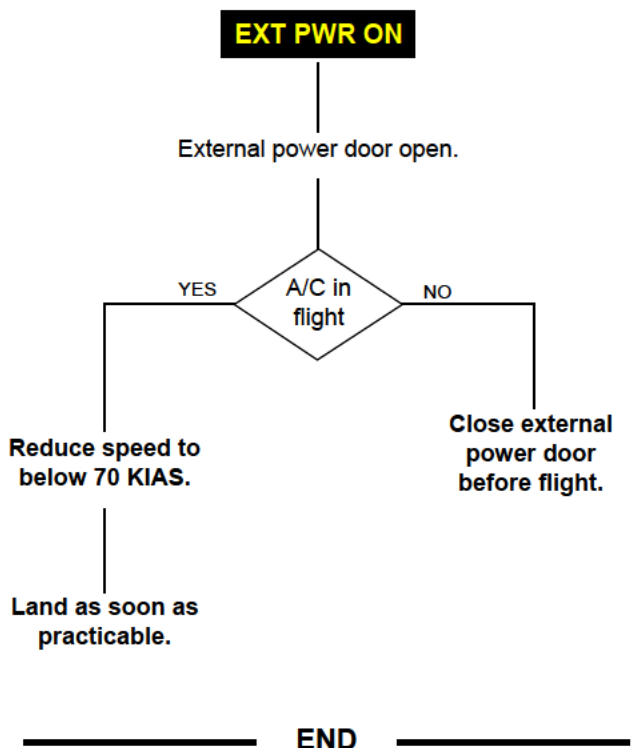 EXT PWR ON
External power door open.
YES
A/C in
flight
NO
Reduce speed to
below 70 KIAS.
Close external
power door
before flight.
Land as soon as
practicable.
END